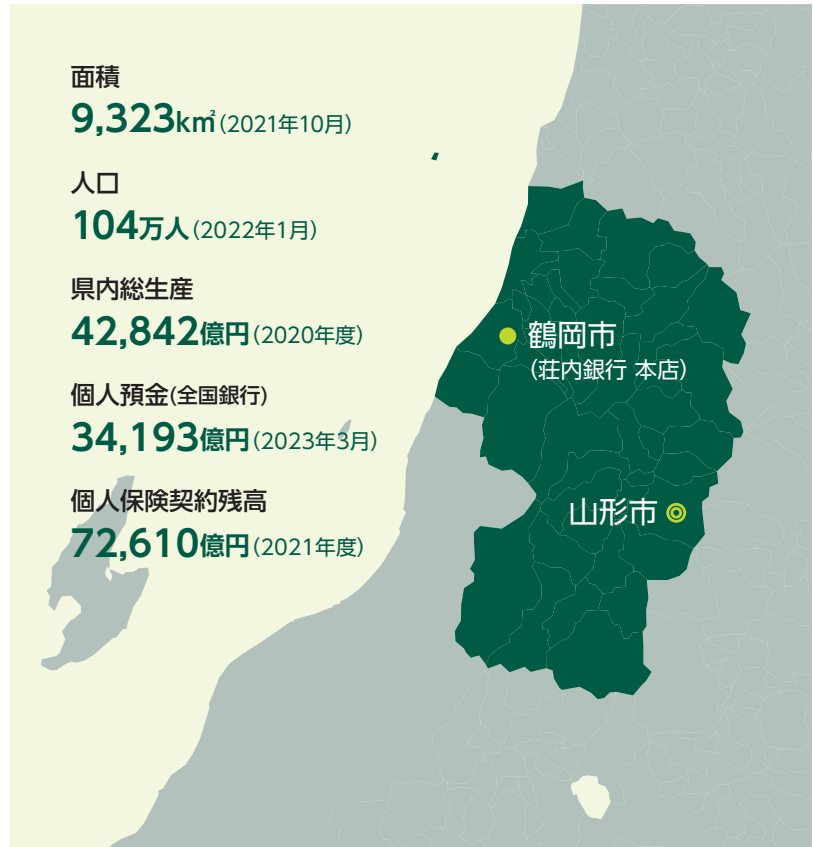 面積
9,323k㎡(2021年10月)
人口
104万人(2022年1月)
県内総生産
42,842億円(2020年度)
個人預金(全国銀行)
34,193億円(2023年3月)
個人保険契約残高
72,610億円(2021年度)
鶴岡市
(荘内銀行 本店)
山形市